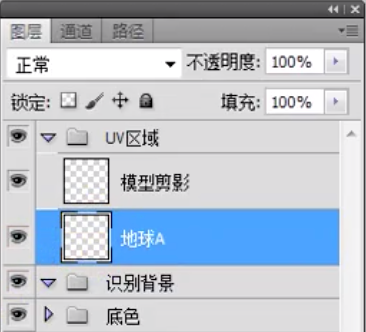 图层 通道 路径
正常 不透明度: 100%
锁定: 填充: 100%
UV区域
模型剪影
地球A
识别背景
底色